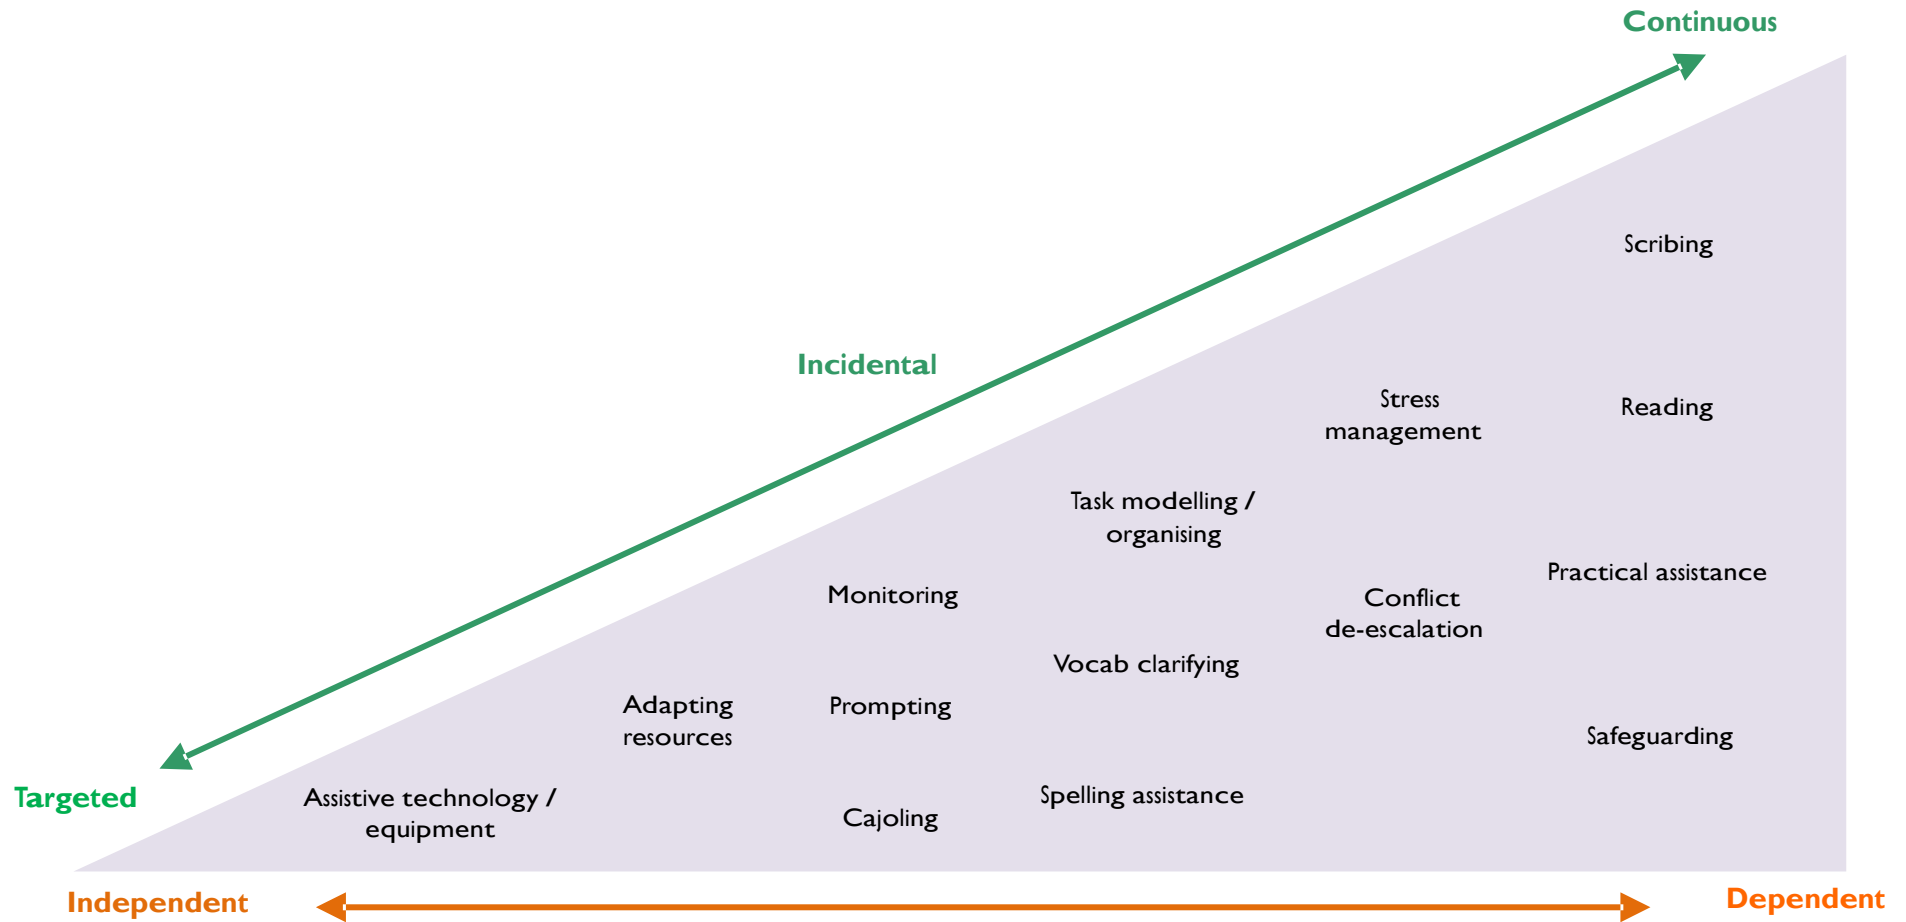 Continuous
Scribing
Incidental
Stress
management
Reading
Task modelling /
organising
Monitoring
Conflict
de-escalation
Practical assistance
Vocab clarifying
Adapting
resources
Prompting
Safeguarding
Targeted
Assistive technology /
equipment
Cajoling
Spelling assistance
Independent
Dependent